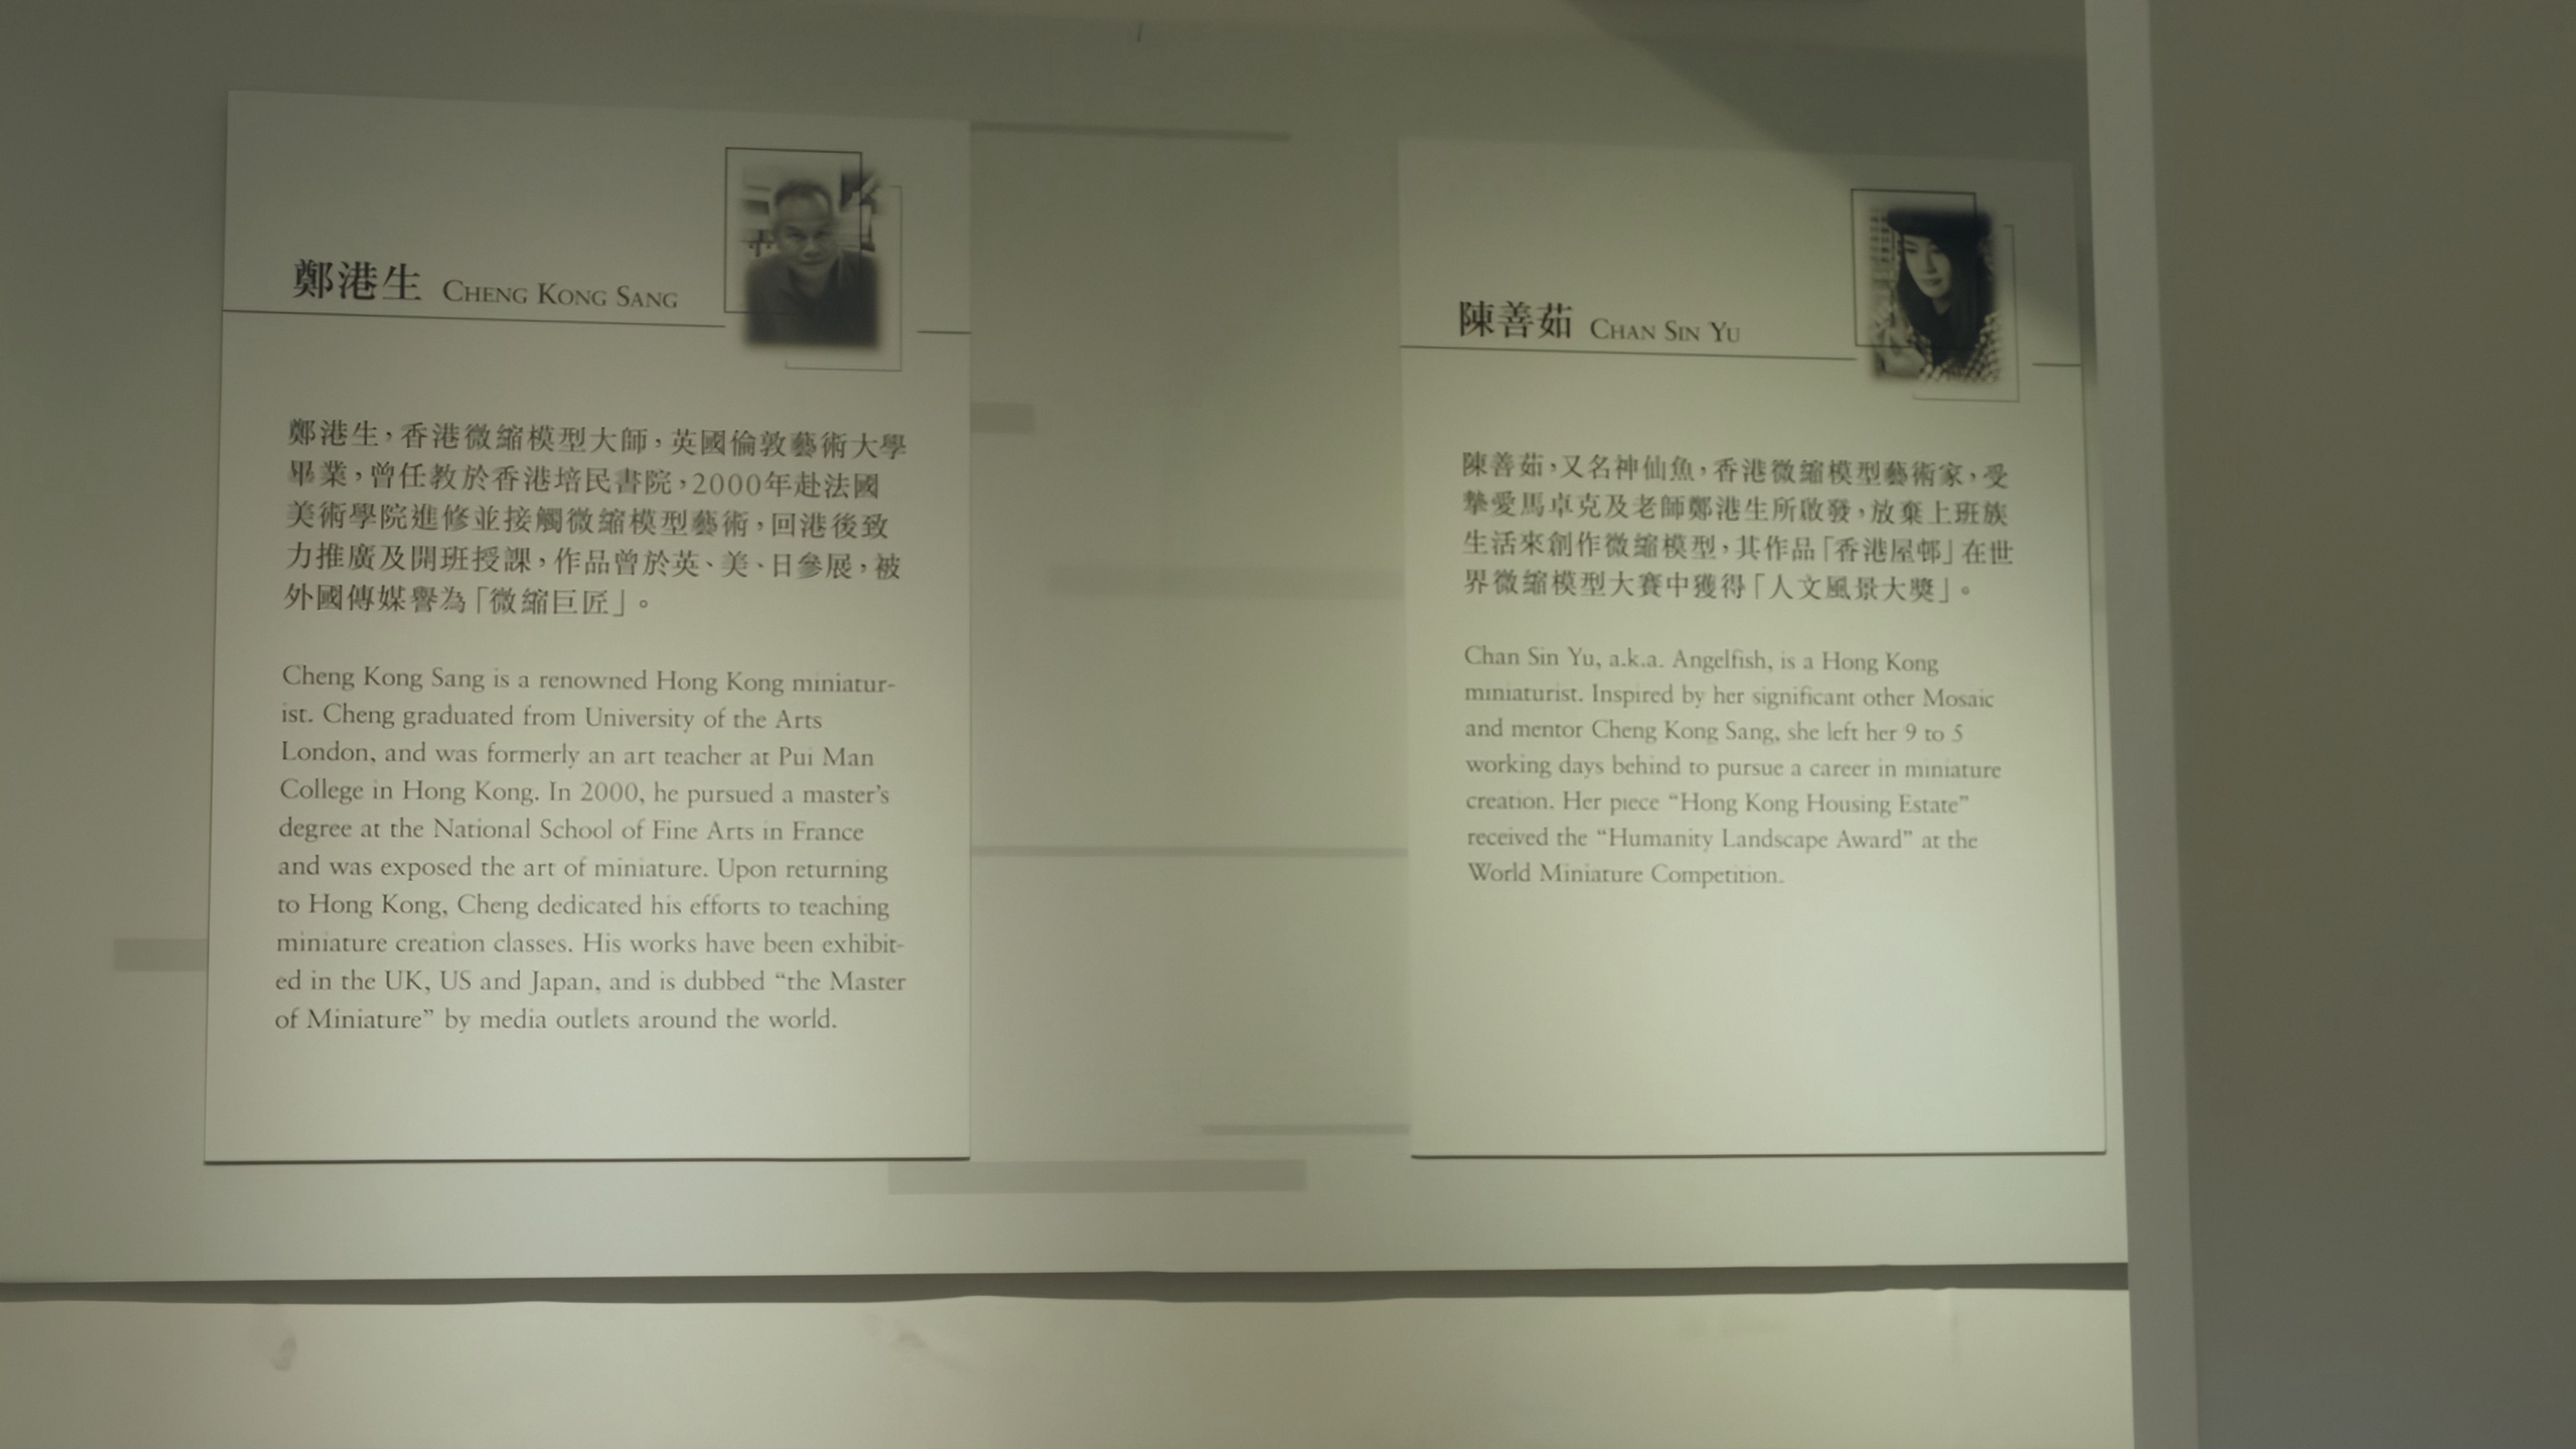 鄭港生 CHENG KONG SANG
鄭港生，香港微縮模型大師，英國倫敦藝術大學
畢業，曾任教於香港培民書院，2000年赴法國
美術學院進修並接觸微縮模型藝術，回港後致
力推廣及開班授課，作品曾於英、美、日參展，被
外國傳媒譽為「微縮巨匠」。
Cheng Kong Sang is a renowned Hong Kong miniatur-
ist. Cheng graduated from University of the Arts
London, and was formerly an art teacher at Pui Man
College in Hong Kong. In 2000, he pursued a master's
degree at the National School of Fine Arts in France
and was exposed the art of miniature. Upon returning
to Hong Kong, Cheng dedicated his efforts to teaching
miniature creation classes. His works have been exhibit-
ed in the UK, US and Japan, and is dubbed “the Master
of Miniature” by media outlets around the world.
陳善茹 CHAN SIN YU
陳善茹，又名神仙魚，香港微縮模型藝術家，受
摯愛馬卓克及老師鄭港生所啟發，放棄上班族
生活來創作微縮模型，其作品「香港屋邨」在世
界微縮模型大賽中獲得「人文風景大獎」。
Chan Sin Yu, a.k.a. Angelfish, is a Hong Kong
miniaturist. Inspired by her significant other Mosaic
and mentor Cheng Kong Sang, she left her 9 to 5
working days behind to pursue a career in miniature
creation. Her piece “Hong Kong Housing Estate”
received the “Humanity Landscape Award” at the
World Miniature Competition.